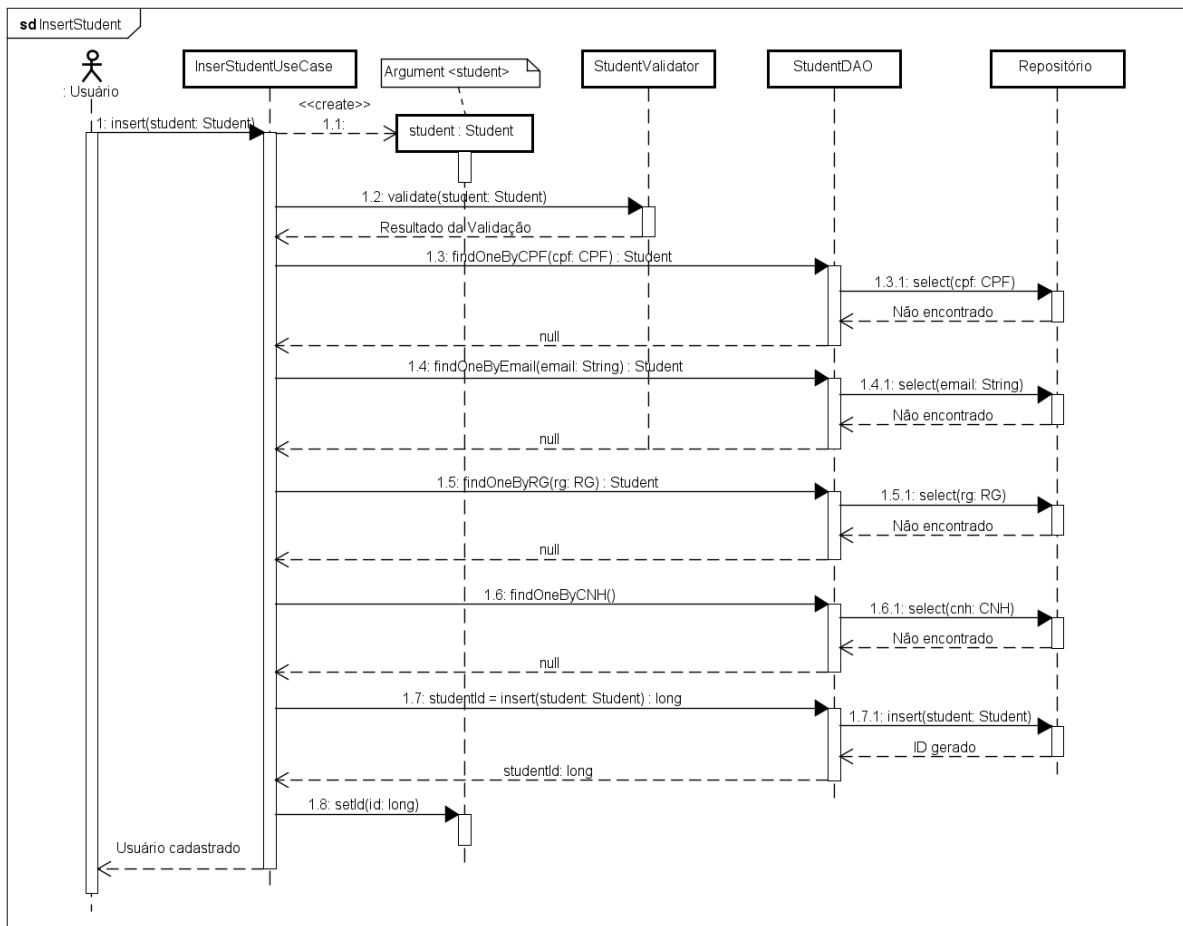 sd InsertStudent
: Usuário
InserStudentUseCase
Argument <student>
StudentValidator
StudentDAO
Repositório
1: insert(student: Student)
<<create>>
1.1:
student : Student
1.2: validate(student: Student)
Resultado da Validação
1.3: findOneByCPF(cpf: CPF) : Student
1.3.1: select(cpf: CPF)
Não encontrado
null
1.4: findOneByEmail(email: String) : Student
1.4.1: select(email: String)
Não encontrado
null
1.5: findOneByRG(rg: RG) : Student
1.5.1: select(rg: RG)
Não encontrado
null
1.6: findOneByCNH()
1.6.1: select(cnh: CNH)
Não encontrado
null
1.7: studentId = insert(student: Student) : long
1.7.1: insert(student: Student)
ID gerado
studentId: long
1.8: setId(id: long)
Usuário cadastrado